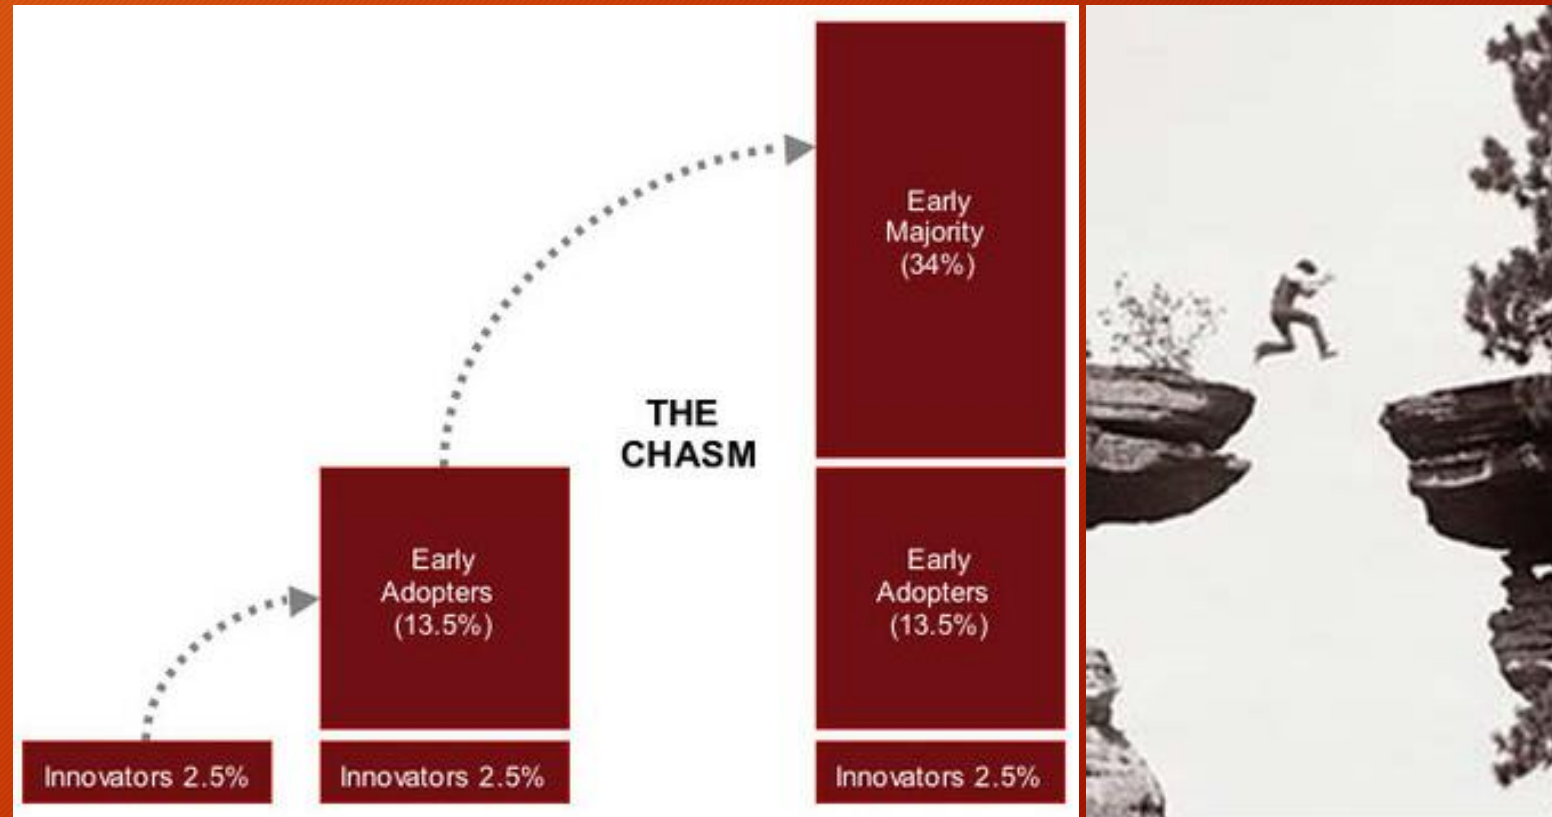 Early
Majority
(34%)
THE
CHASM
Early
Adopters
(13.5%)
Early
Adopters
(13.5%)
Innovators 2.5%
Innovators 2.5%
Innovators 2.5%